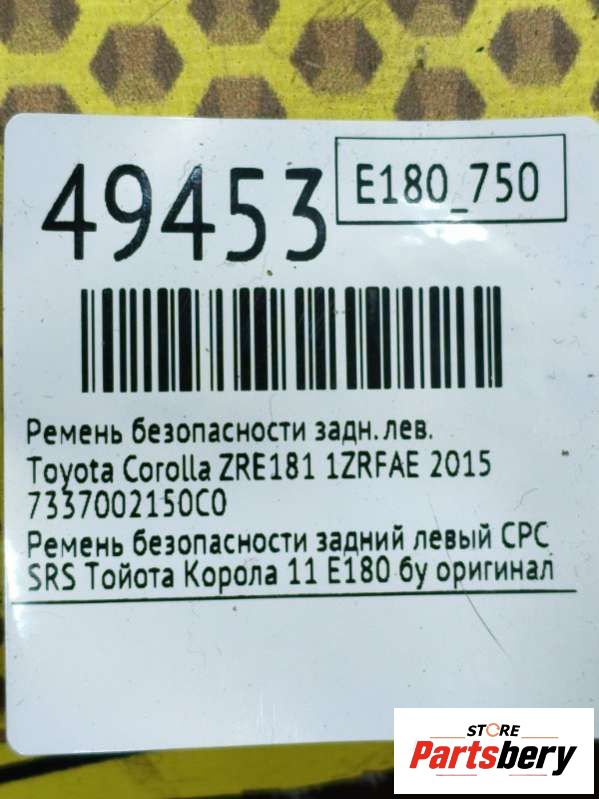 49453
E180_750
Ремень безопасности задн.лев.
Toyota Corolla ZRE181 1ZRFAE 2015
7337002150C0
Ремень безопасности задний левый СРС
SRS Тойота Корола 11 Е180 бу оригинал
STORE
Partsbery